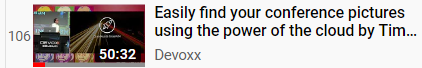 106
50:32
Easily find your conference pictures
using the power of the cloud by Tim...
Devoxx